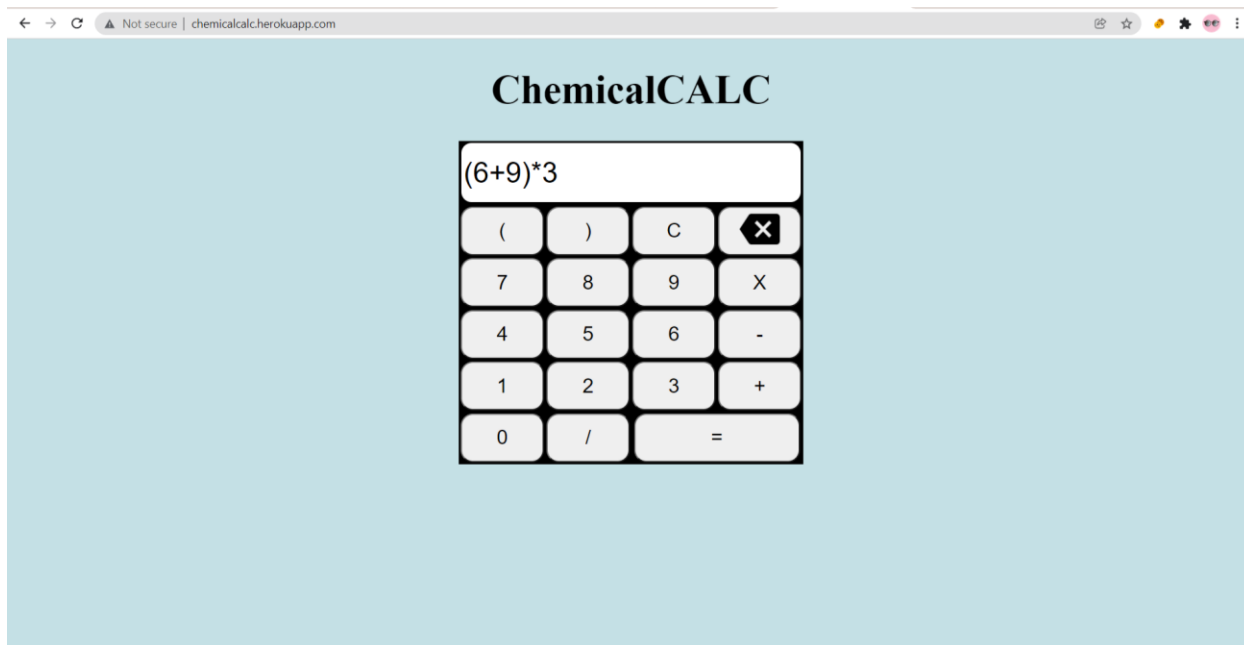 Not secure | chemicalcalc.herokuapp.com
ChemicalCALC
(6+9)*3
( ) C
7 8 9 X
4 5 6 -
1 2 3 +
0 / =